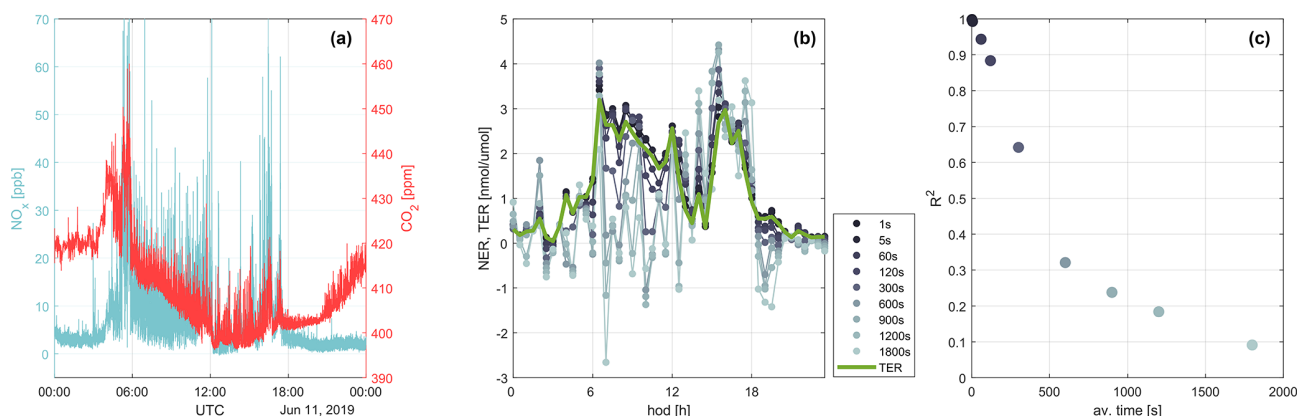 (a)
70
60
50
40
30
20
10
0
NOx [ppb]
470
460
450
440
430
420
410
400
390
CO2 [ppm]
00:00 06:00 12:00 18:00 00:00
UTC
Jun 11, 2019
(b)
5
4
3
2
1
0
-1
-2
-3
NER, TER [nmol/umol]
0 6 12 18
hod [h]
1s
5s
60s
120s
300s
600s
900s
1200s
1800s
TER
(c)
1
0.9
0.8
0.7
0.6
0.5
0.4
0.3
0.2
0.1
0
R2
0 500 1000 1500 2000
av. time [s]